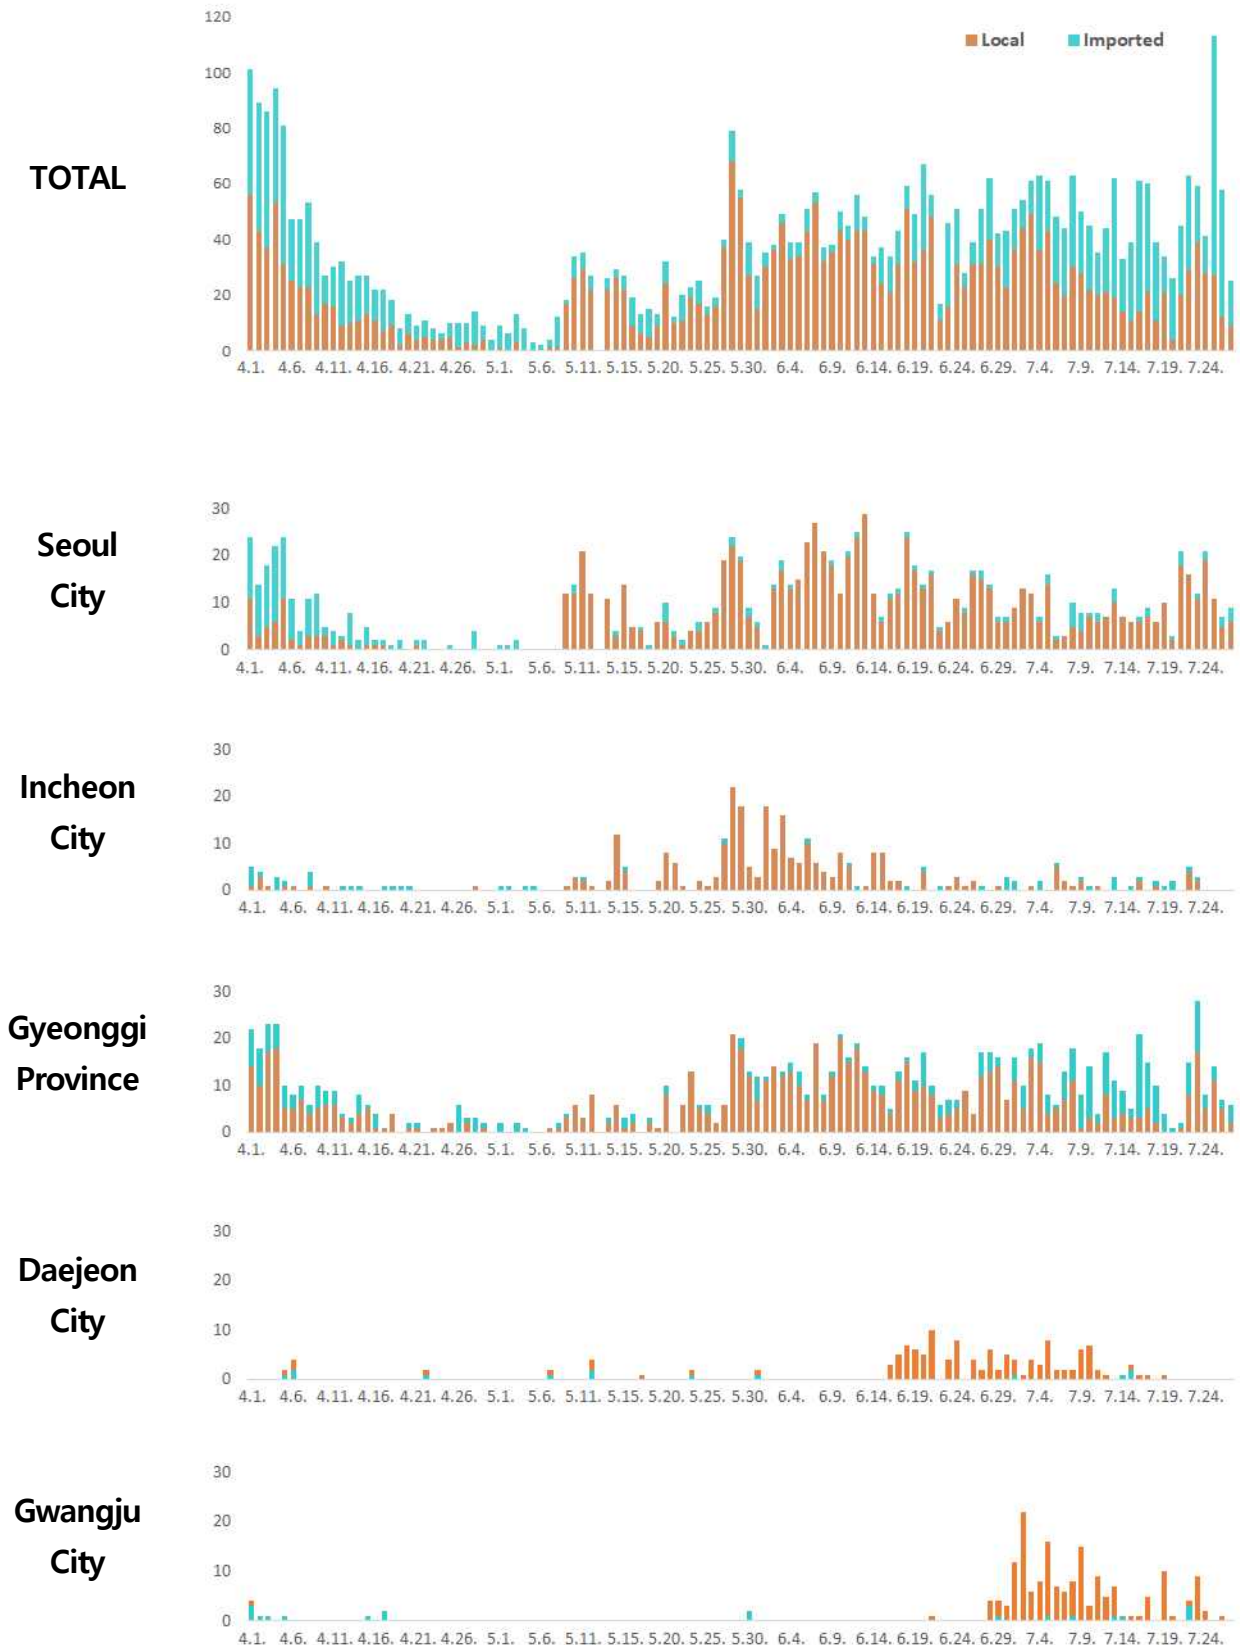 120
Local Imported
100
80
TOTAL
60
40
20
0
4.1. 4.6. 4.11. 4.16. 4.21. 4.26. 5.1. 5.6. 5.11. 5.15. 5.20. 5.25. 5.30. 6.4. 6.9. 6.14. 6.19. 6.24. 6.29. 7.4. 7.9. 7.14. 7.19. 7.24.
30
Seoul
City
20
10
0
4.1. 4.6. 4.11. 4.16. 4.21. 4.26. 5.1. 5.6. 5.11. 5.15. 5.20. 5.25. 5.30. 6.4. 6.9. 6.14. 6.19. 6.24. 6.29. 7.4. 7.9. 7.14. 7.19. 7.24.
30
Incheon
City
20
10
0
4.1. 4.6. 4.11. 4.16. 4.21. 4.26. 5.1. 5.6. 5.11. 5.15. 5.20. 5.25. 5.30. 6.4. 6.9. 6.14. 6.19. 6.24. 6.29. 7.4. 7.9. 7.14. 7.19. 7.24.
30
Gyeonggi
Province
20
10
0
4.1. 4.6. 4.11. 4.16. 4.21. 4.26. 5.1. 5.6. 5.11. 5.15. 5.20. 5.25. 5.30. 6.4. 6.9. 6.14. 6.19. 6.24. 6.29. 7.4. 7.9. 7.14. 7.19. 7.24.
30
Daejeon
City
20
10
0
4.1. 4.6. 4.11. 4.16. 4.21. 4.26. 5.1. 5.6. 5.11. 5.15. 5.20. 5.25. 5.30. 6.4. 6.9. 6.14. 6.19. 6.24. 6.29. 7.4. 7.9. 7.14. 7.19. 7.24.
30
Gwangju
City
20
10
0
4.1. 4.6. 4.11. 4.16. 4.21. 4.26. 5.1. 5.6. 5.11. 5.15. 5.20. 5.25. 5.30. 6.4. 6.9. 6.14. 6.19. 6.24. 6.29. 7.4. 7.9. 7.14. 7.19. 7.24.